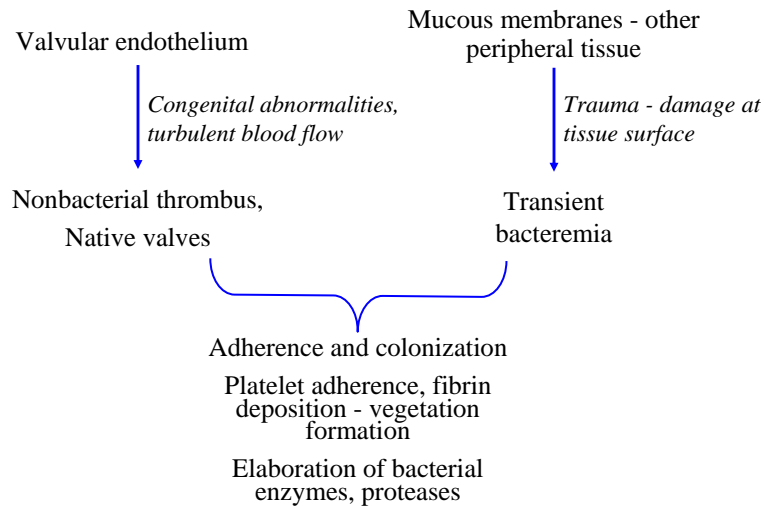 Valvular endothelium
Mucous membranes - other
peripheral tissue
Congenital abnormalities,
turbulent blood flow
Trauma - damage at
tissue surface
Nonbacterial thrombus,
Native valves
Transient
bacteremia
Adherence and colonization
Platelet adherence, fibrin
deposition - vegetation
formation
Elaboration of bacterial
enzymes, proteases